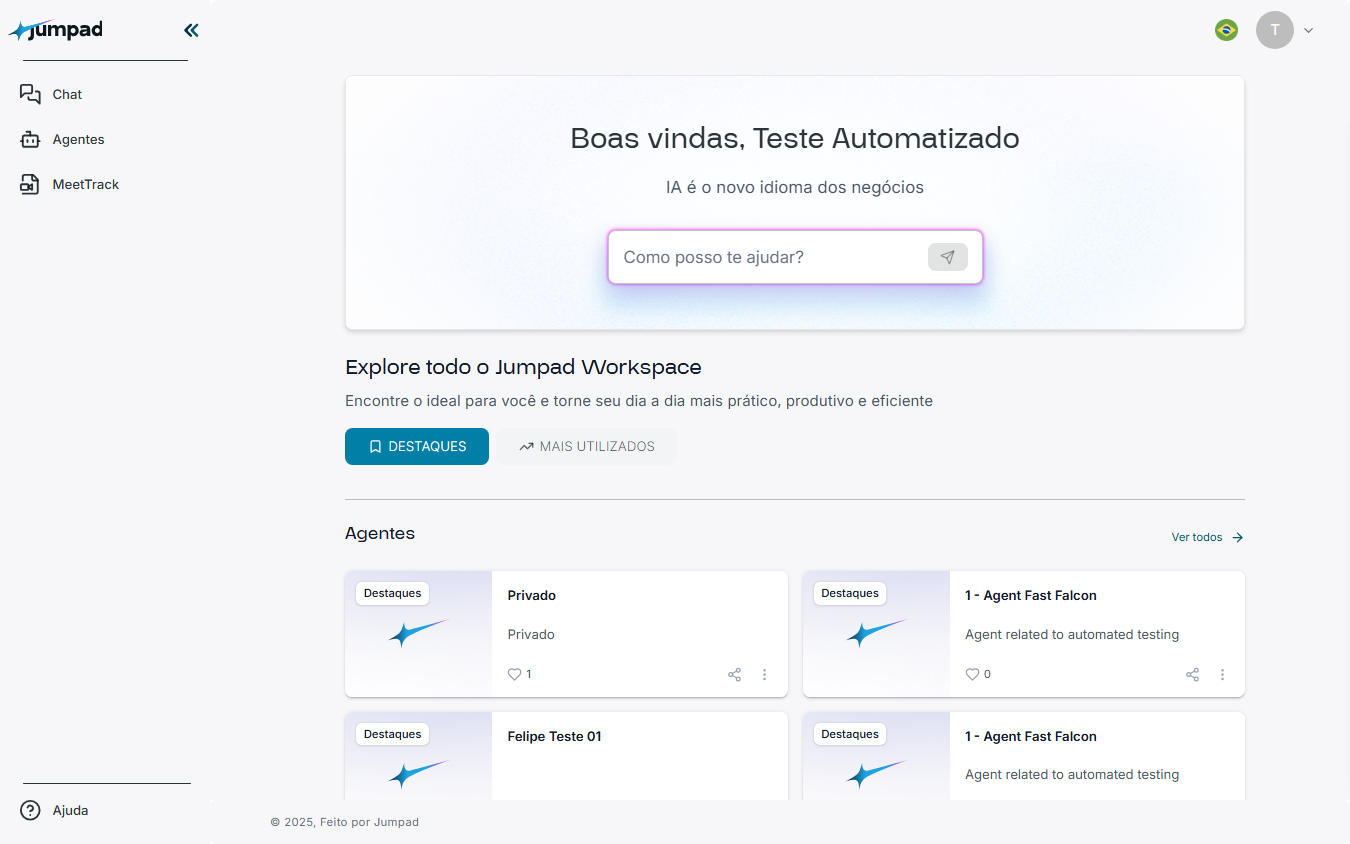 jumpad
T
Chat
Agentes
MeetTrack
Boas vindas, Teste Automatizado
IA é o novo idioma dos negócios
Como posso te ajudar?
Explore todo o Jumpad Workspace
Encontre o ideal para você e torne seu dia a dia mais prático, produtivo e eficiente
DESTAQUES
MAIS UTILIZADOS
Agentes
Ver todos
Destaques
Privado
Privado
1
Destaques
1 - Agent Fast Falcon
Agent related to automated testing
0
Destaques
Felipe Teste 01
Destaques
1 - Agent Fast Falcon
Agent related to automated testing
Ajuda
© 2025, Feito por Jumpad